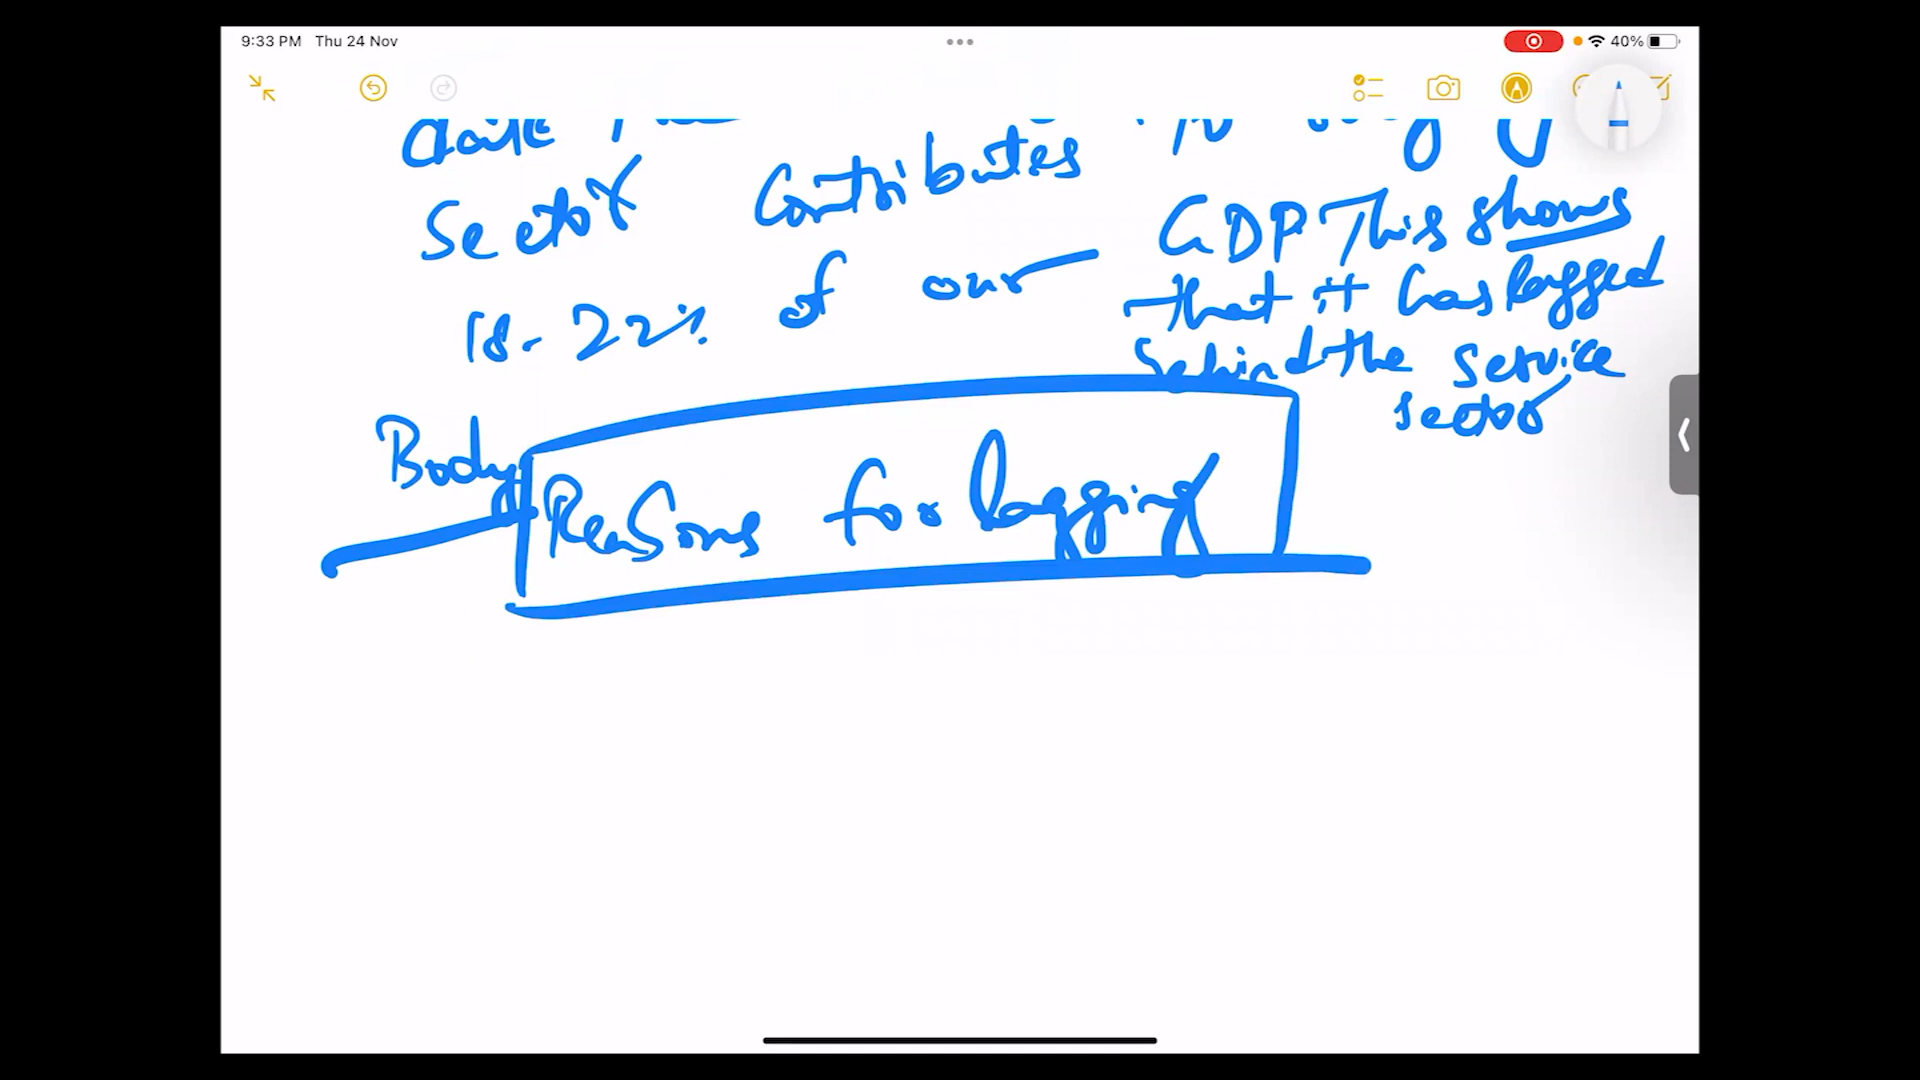 9:33 PM Thu 24 Nov
40%
Sector Contributes
18-22% of our GDP This shows
that it has lagged
behind the service
sector
Body
Reasons for lagging